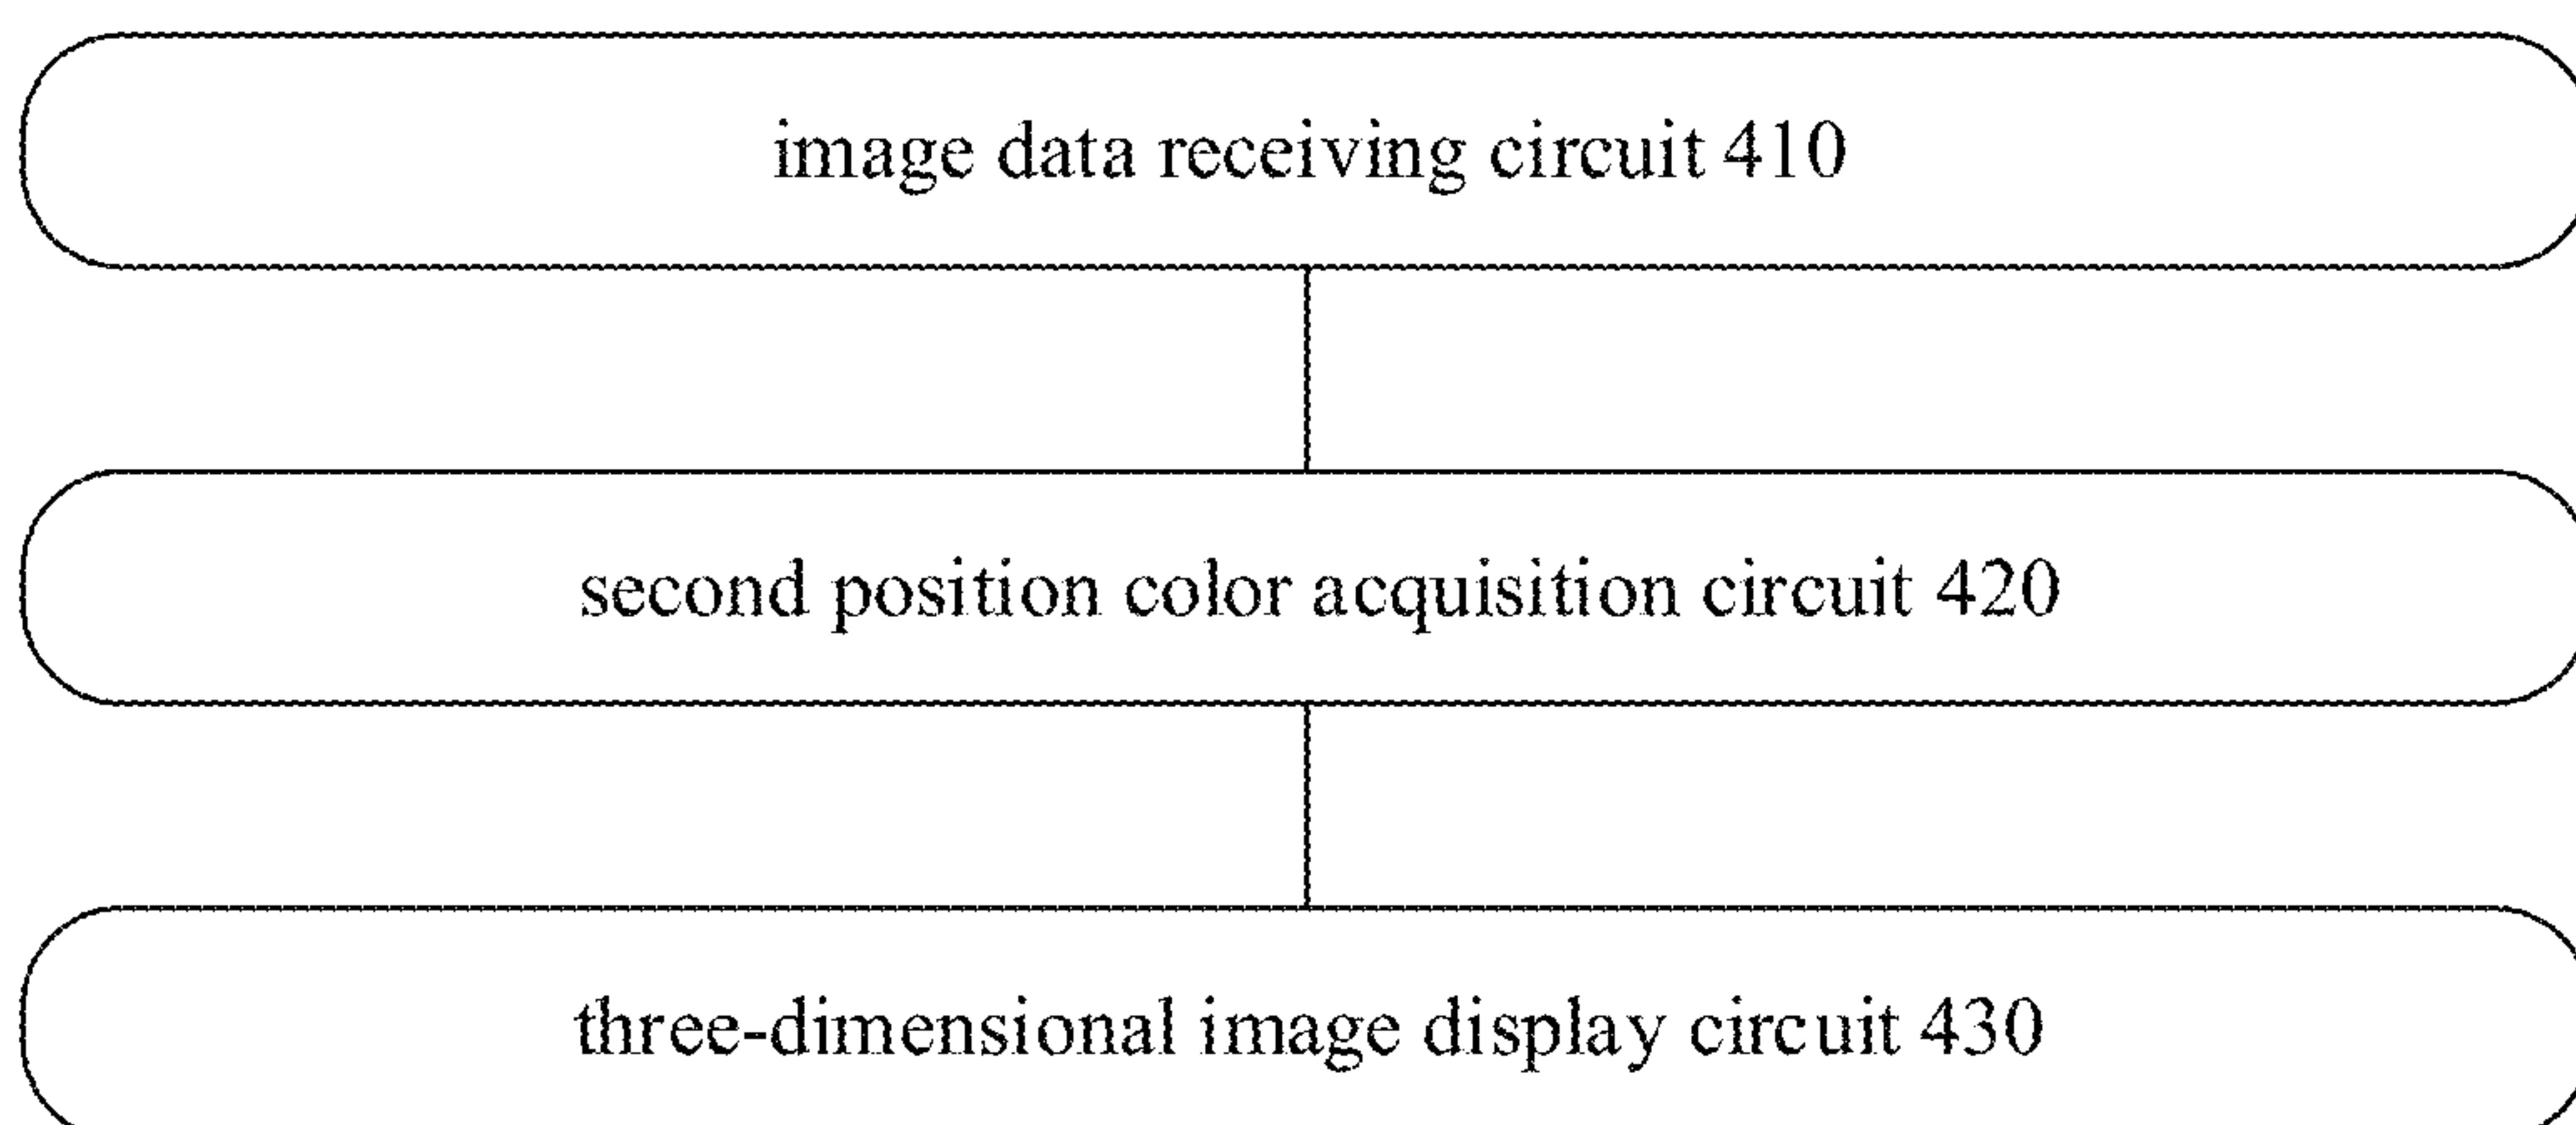 image data receiving circuit 410
second position color acquisition circuit 420
three-dimensional image display circuit 430